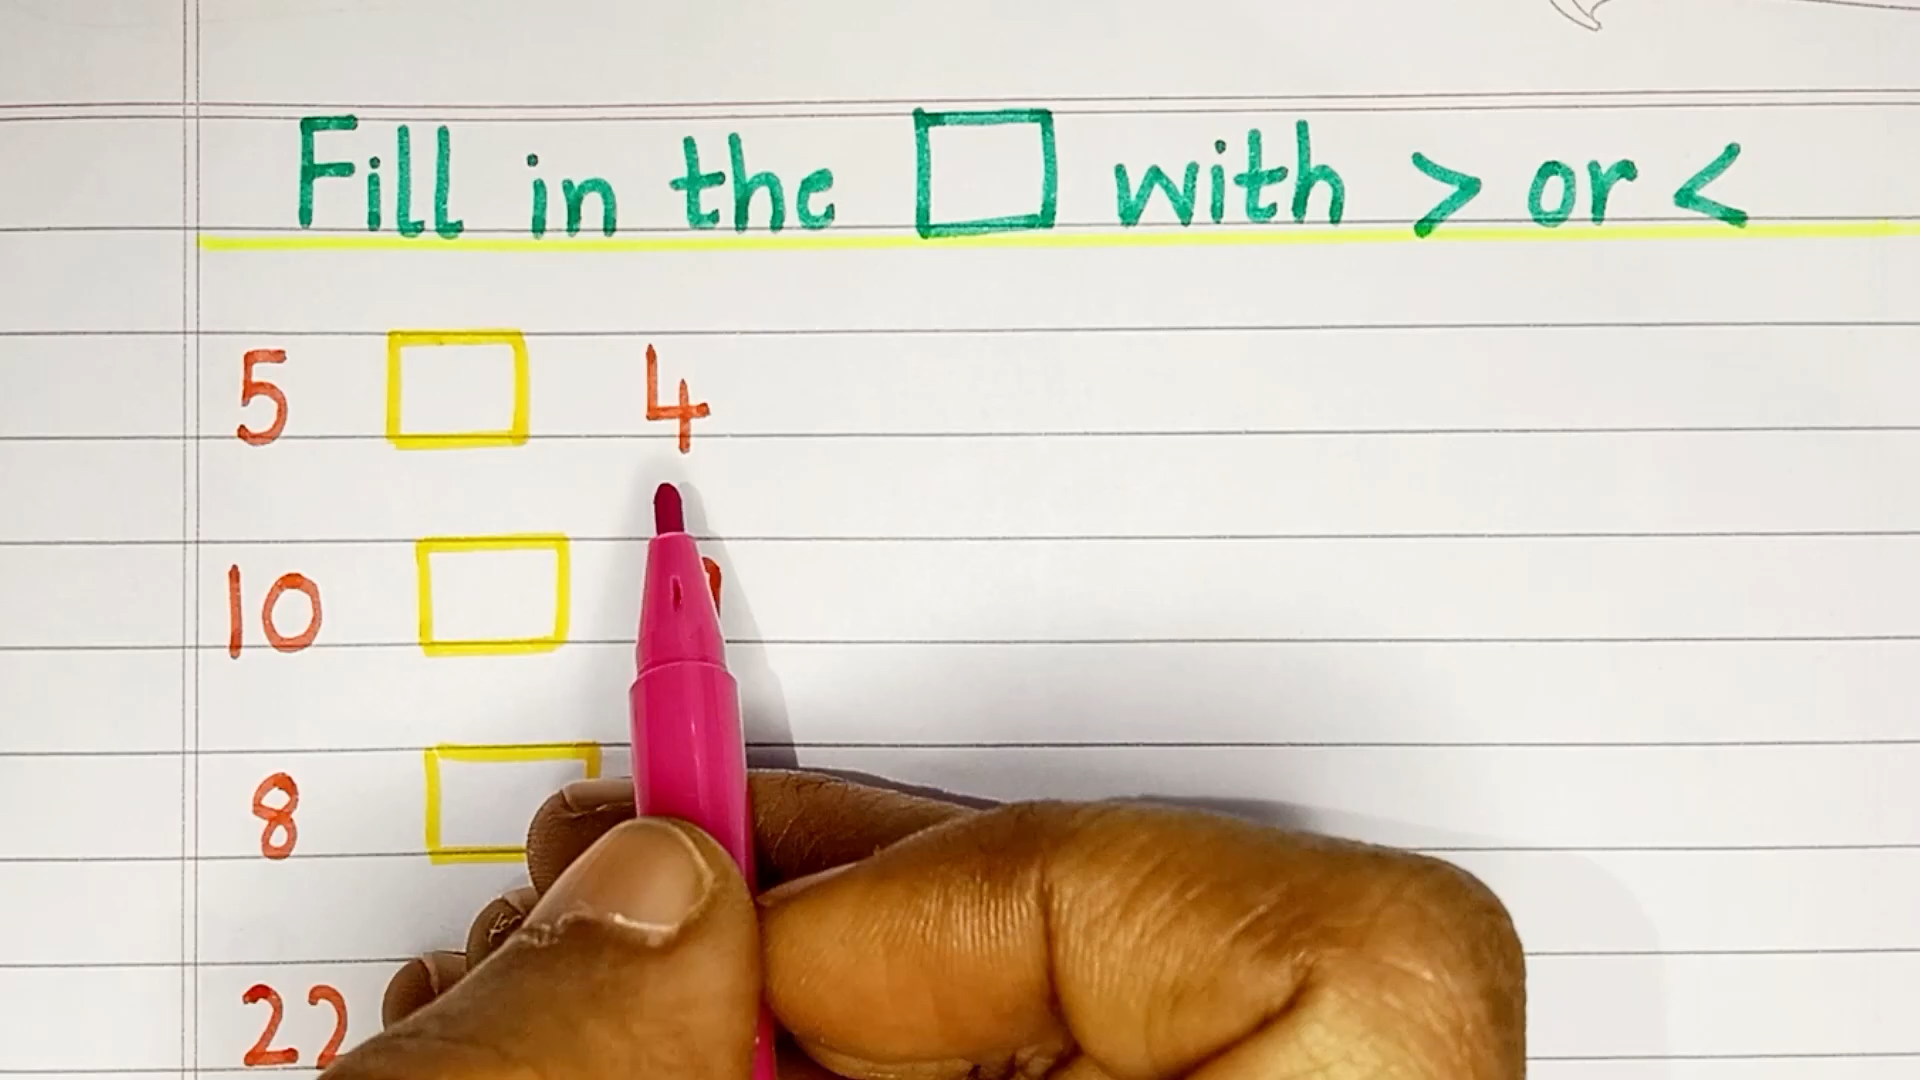 Fill in the □ with > or <
5 □ 4
10 □
8 □
22